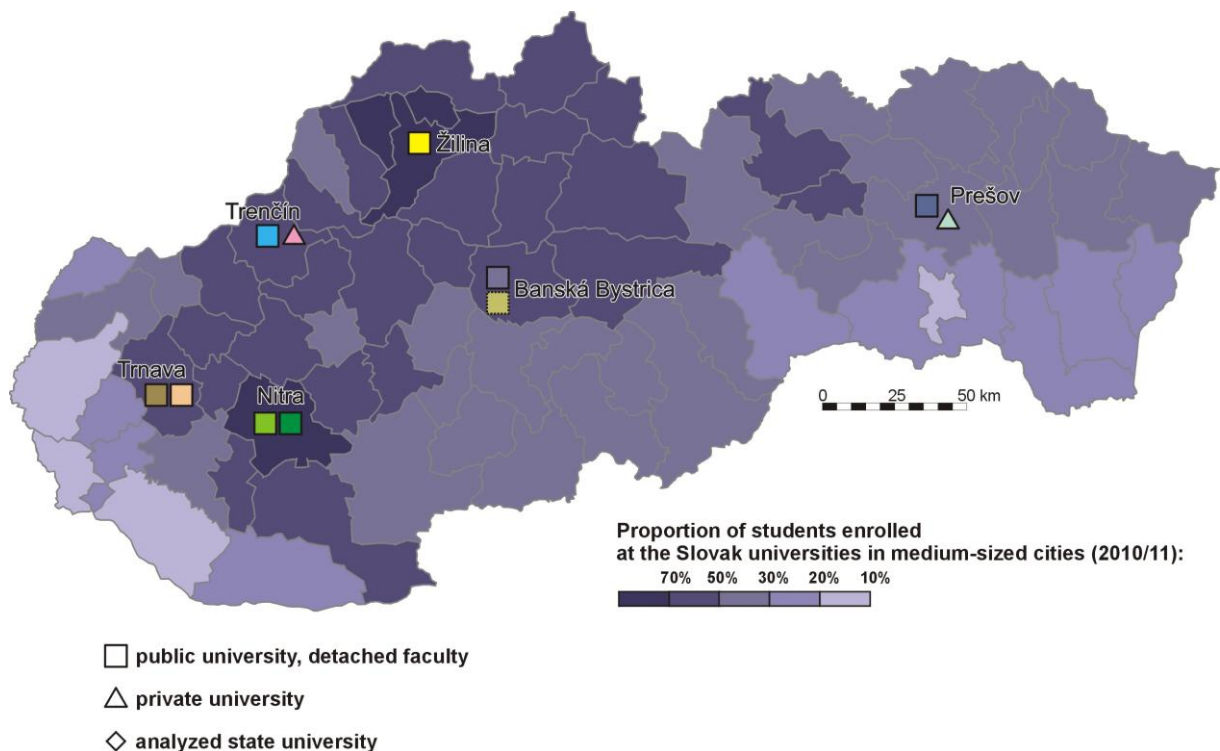 Žilina
Trenčín
Prešov
Banská Bystrica
Trnava
Nitra
0 25 50 km
Proportion of students enrolled
at the Slovak universities in medium-sized cities (2010/11):
70% 50% 30% 20% 10%
public university, detached faculty
private university
analyzed state university